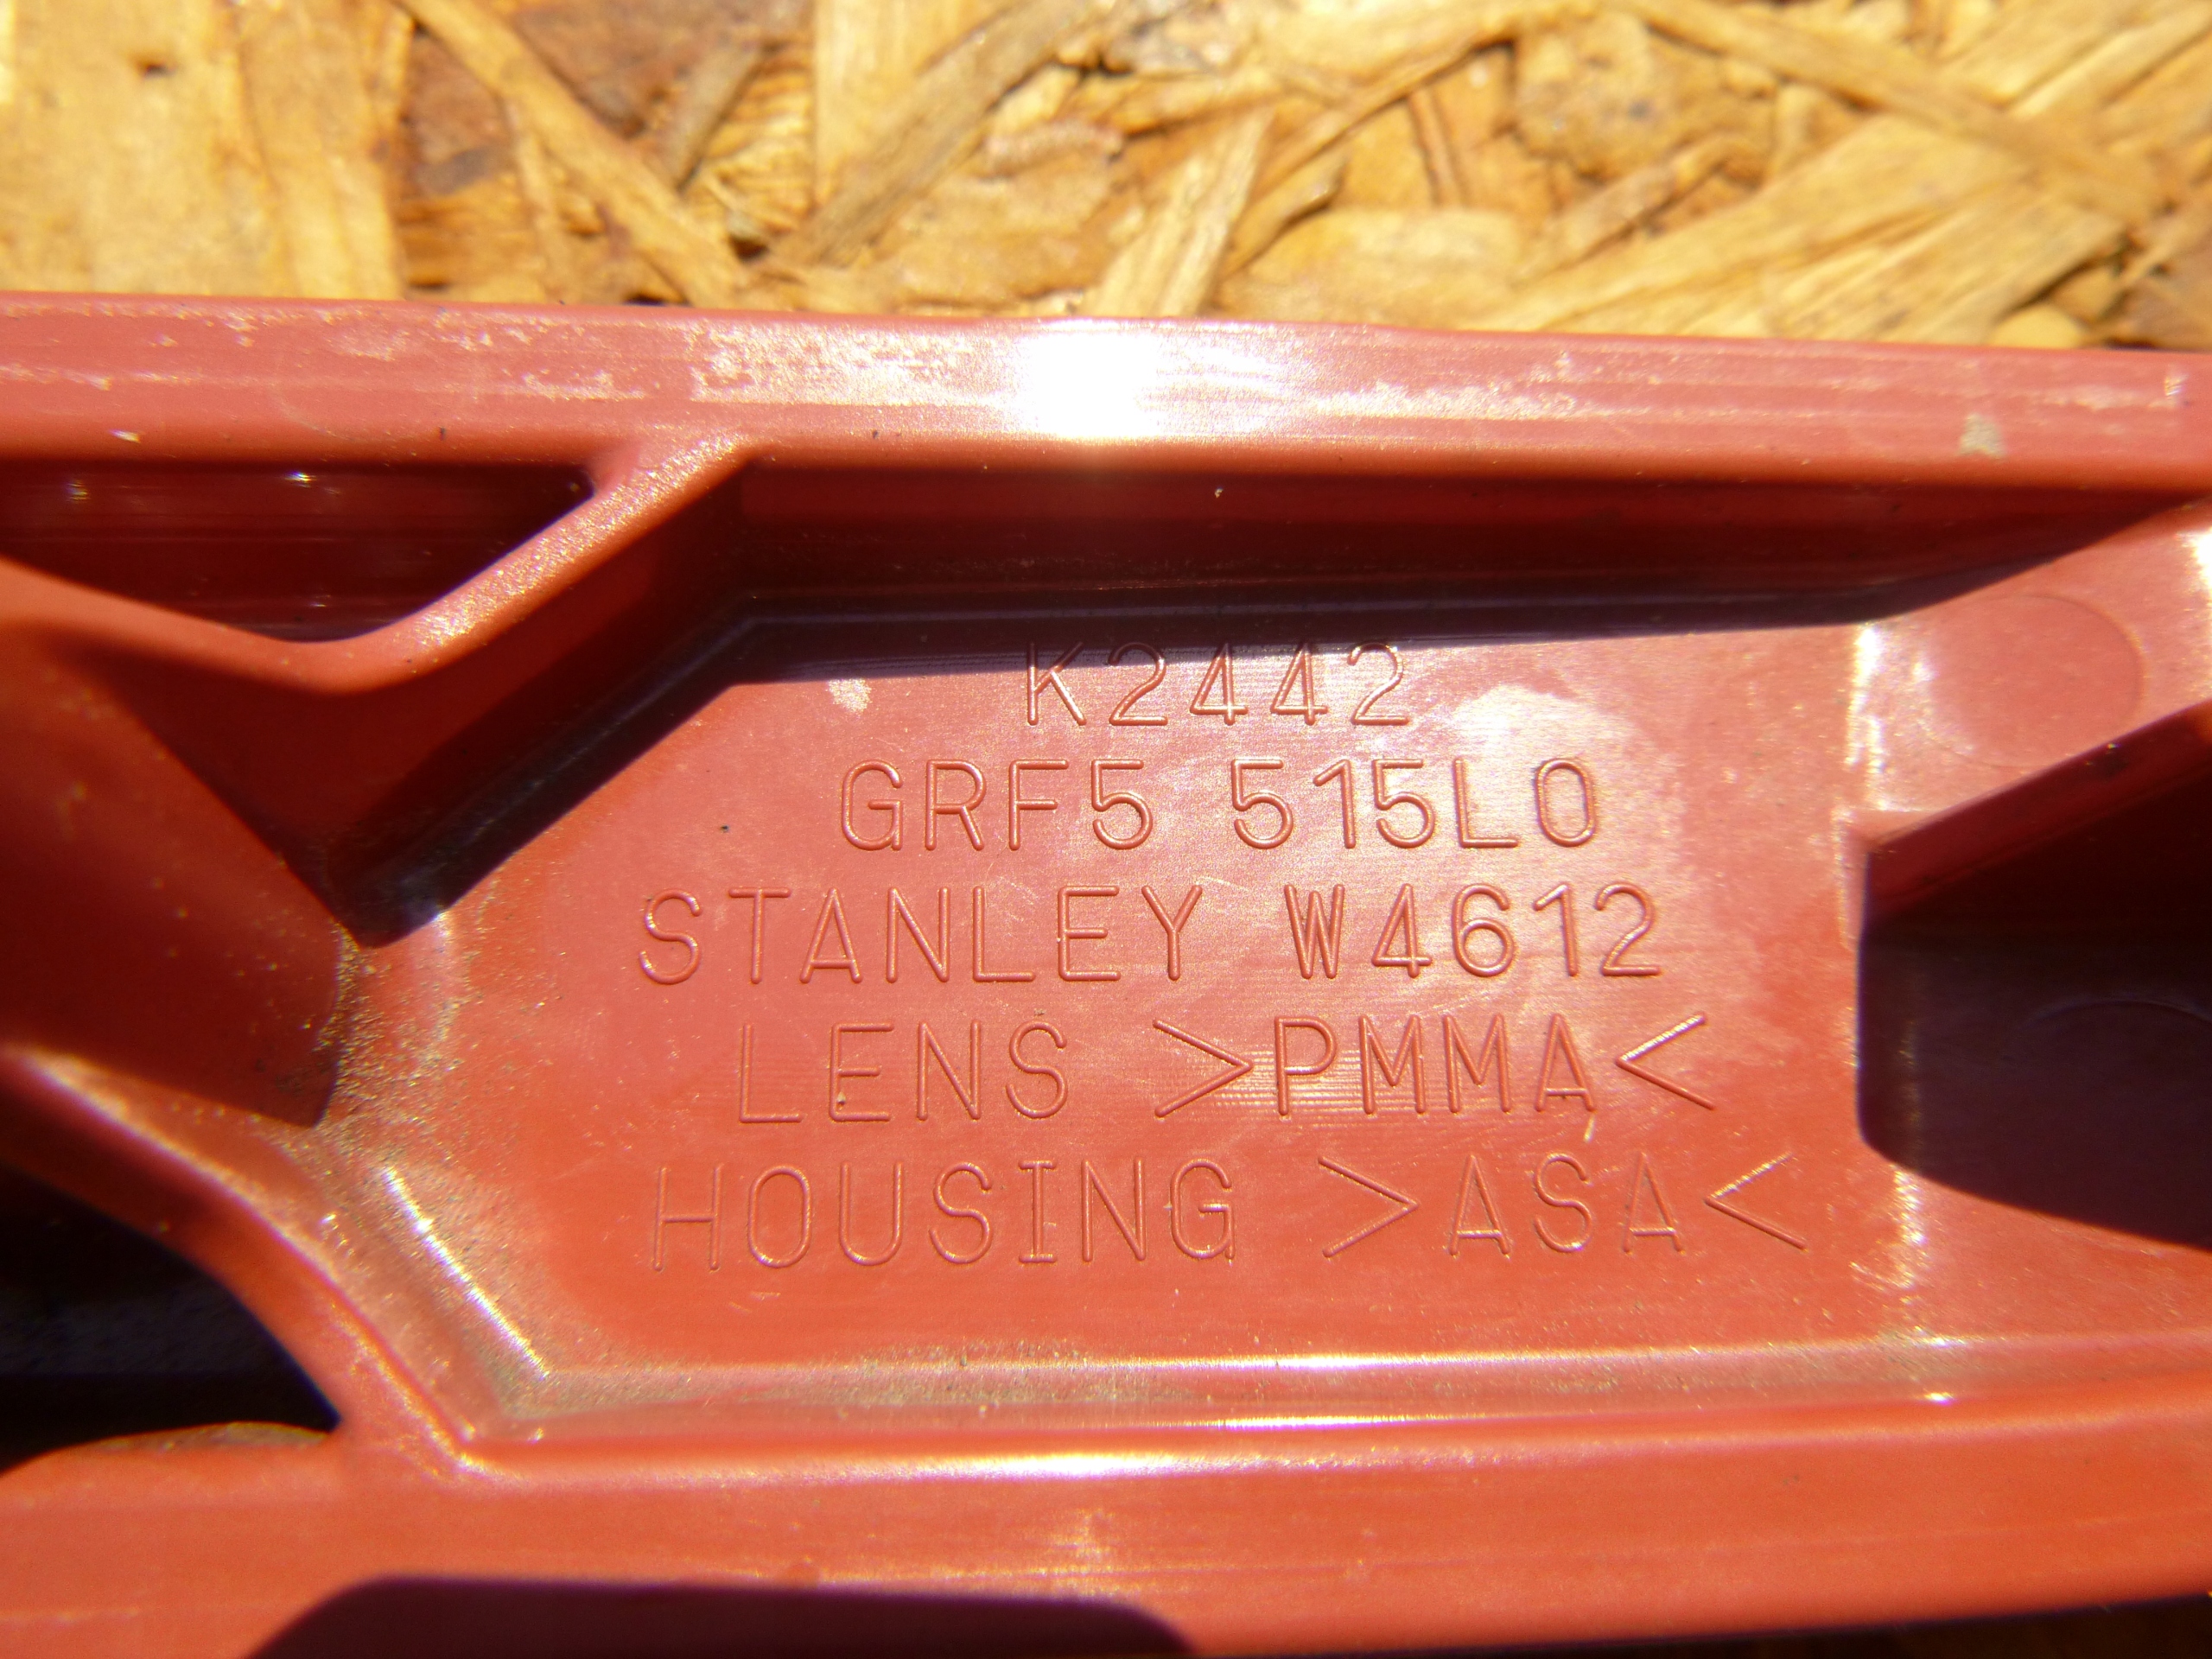 K2442
GRF5 515L0
STANLEY W4612
LENS >PMMA<
HOUSING >ASA<